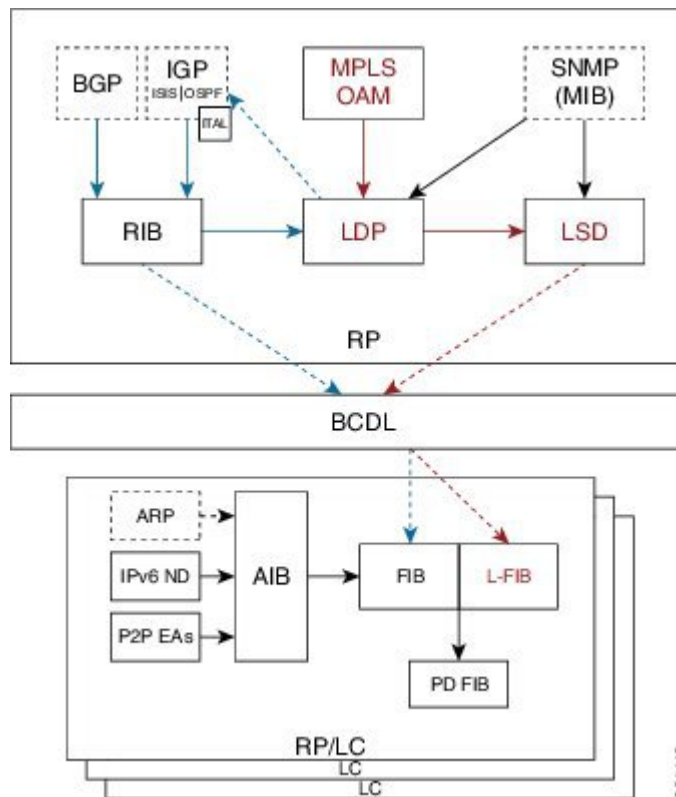 BGP
IGP
ISIS|OSPF
ITAL
MPLS
OAM
SNMP
(MIB)
RIB
LDP
LSD
RP
BCDL
ARP
IPv6 ND
P2P EAs
AIB
FIB
L-FIB
PD FIB
RP/LC
LC
LC